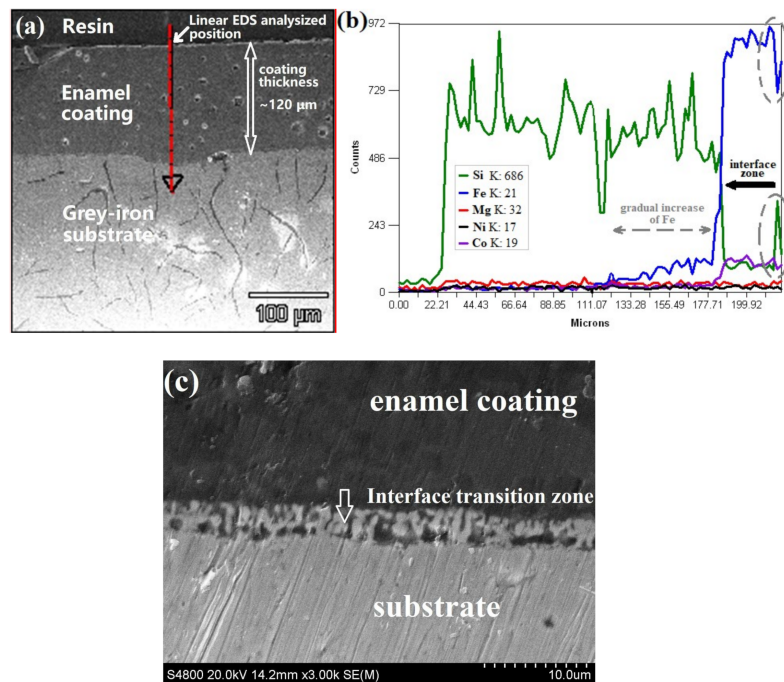 (a)
Resin
Linear EDS analysized
position
Enamel
coating
coating
thickness
~120 μm
Grey-iron
substrate
100 μm
(b)
972
729
486
243
0
Counts
Si K: 686
Fe K: 21
Mg K: 32
Ni K: 17
Co K: 19
gradual increase
of Fe
interface
zone
0.00 22.21 44.43 66.64 88.85 111.07 133.28 155.49 177.71 199.92
Microns
(c)
enamel coating
Interface transition zone
substrate
S4800 20.0kV 14.2mm x3.00k SE(M) 10.0um